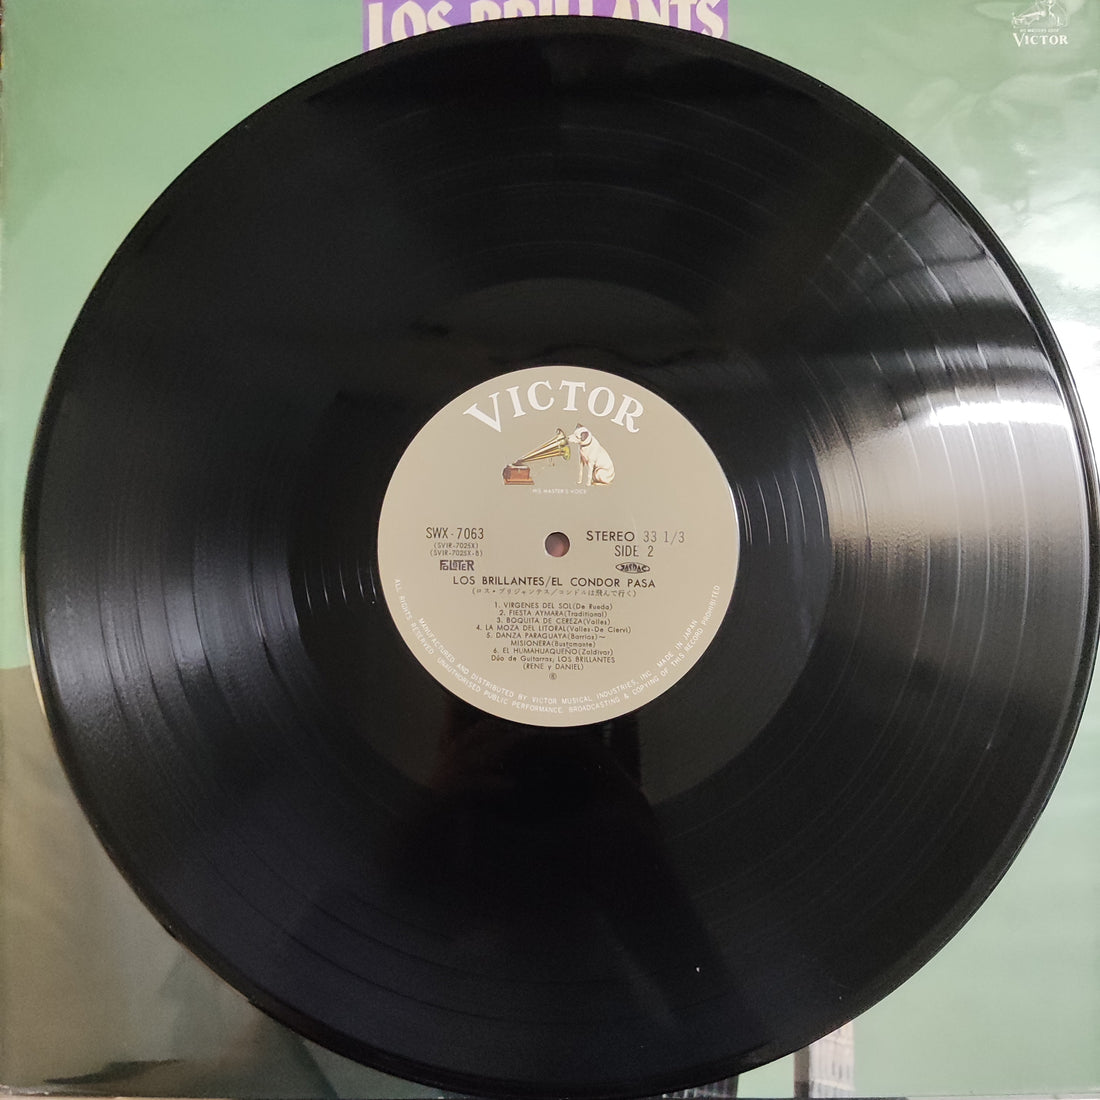 LOS BRILLANTS
VICTOR
VICTOR
HIS MASTER'S VOICE
SWX-7063
(SVIR-7025X)
(SVIR-7025X-B)
STEREO 33 1/3
SIDE 2
LOS BRILLANTES/EL CONDOR PASA
(ロス・ブリジャンテス/コンドルは飛んで行く)
1. VIRGENES DEL SOL(De Rueda)
2. FIESTA AYMARA(Traditional)
3. BOQUITA DE CEREZA(Valles)
4. LA MOZA DEL LITORAL(Valles-De Ciervi)
5. DANZA PARAGUAYA(Barrios)~
MISIONERA(Bustamante)
6. EL HUMAHUAQUEÑO(Zaldivar)
Dúo de Guitarras; LOS BRILLANTES
(RENE y DANIEL)
MANUFACTURED AND DISTRIBUTED BY VICTOR MUSICAL INDUSTRIES, INC. MADE IN JAPAN
ALL RIGHTS RESERVED UNAUTHORISED PUBLIC PERFORMANCE, BROADCASTING & COPYING OF THIS RECORD PROHIBITED